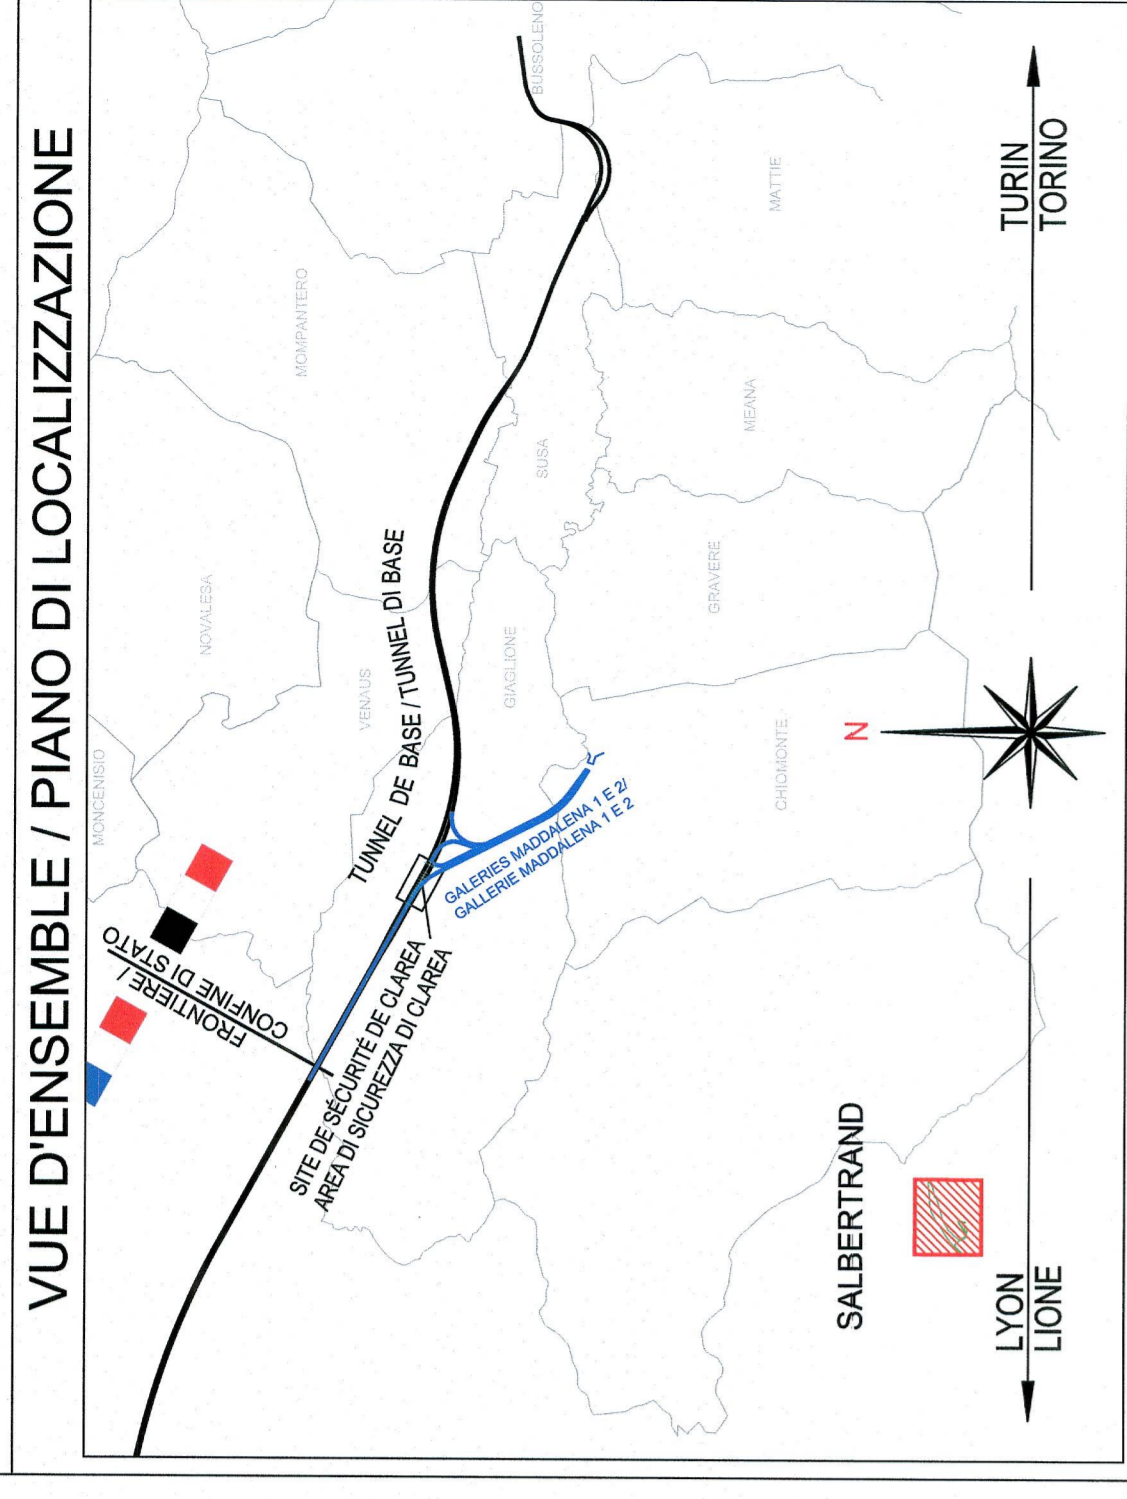 VUE D'ENSEMBLE / PIANO DI LOCALIZZAZIONE
MONCENISIO
NOVALESA
MOMPANTERO
BUSSOLENO
FRONTIERE /
CONFINE DI STATO
VENAUS
TUNNEL DE BASE / TUNNEL DI BASE
SITE DE SÉCURITÉ DE CLAREA
AREA DI SICUREZZA DI CLAREA
GIAGLIONE
SUSA
GALERIES MADDALENA 1 E 2/
GALLERIE MADDALENA 1 E 2
GRAVERE
MEANA
MATTIE
CHIOMONTE
N
SALBERTRAND
LYON
LIONE
TURIN
TORINO